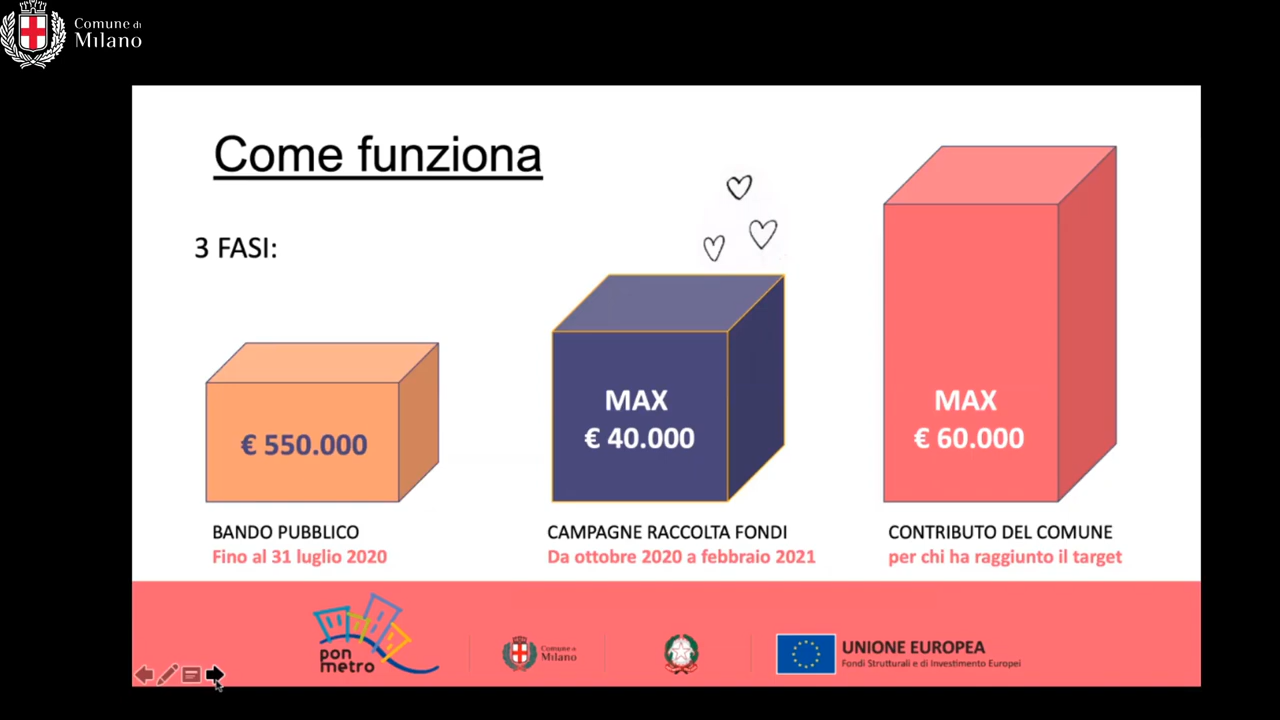 Comune di
Milano
Come funziona
3 FASI:
€ 550.000
MAX
€ 40.000
MAX
€ 60.000
BANDO PUBBLICO
Fino al 31 luglio 2020
CAMPAGNE RACCOLTA FONDI
Da ottobre 2020 a febbraio 2021
CONTRIBUTO DEL COMUNE
per chi ha raggiunto il target
pon
metro
Comune di
Milano
UNIONE EUROPEA
Fondi Strutturali e di Investimento Europei